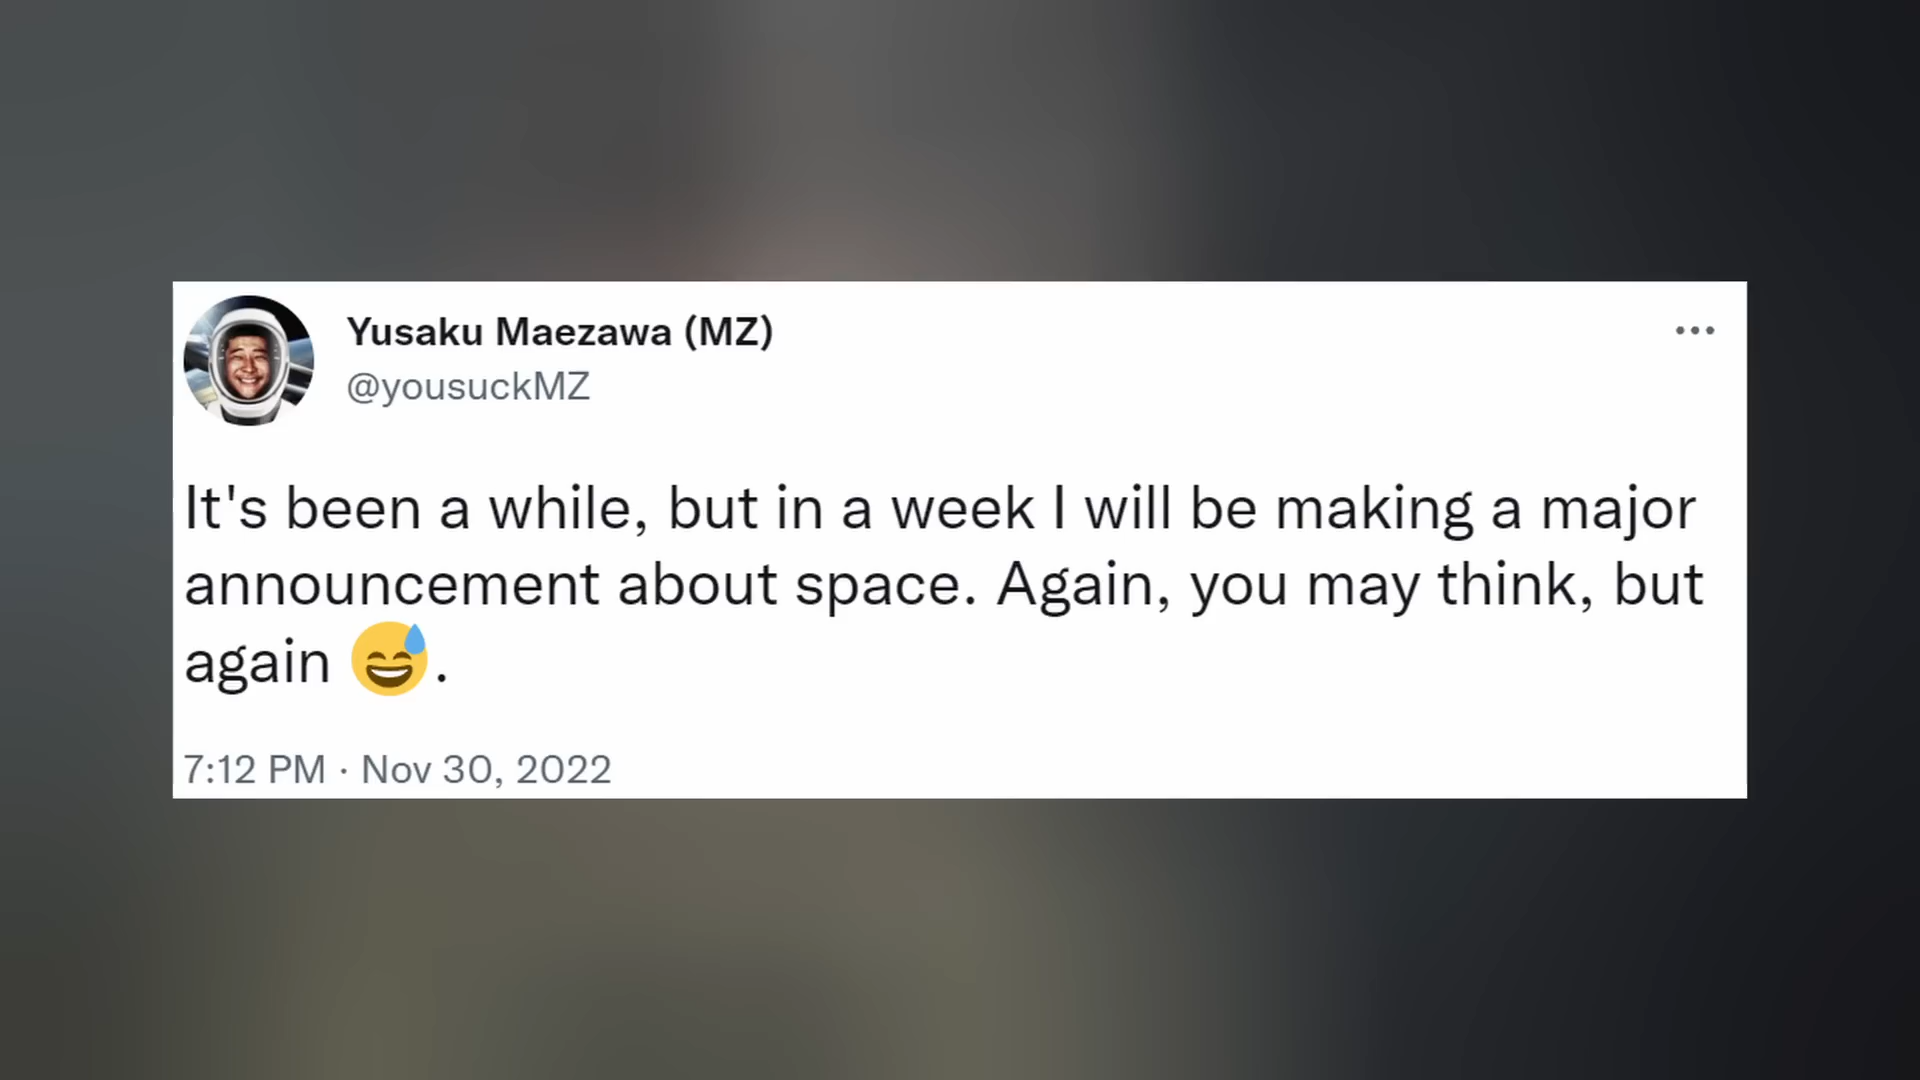 Yusaku Maezawa (MZ)
@yousuckMZ
It's been a while, but in a week I will be making a major
announcement about space. Again, you may think, but
again 😅.
7:12 PM · Nov 30, 2022